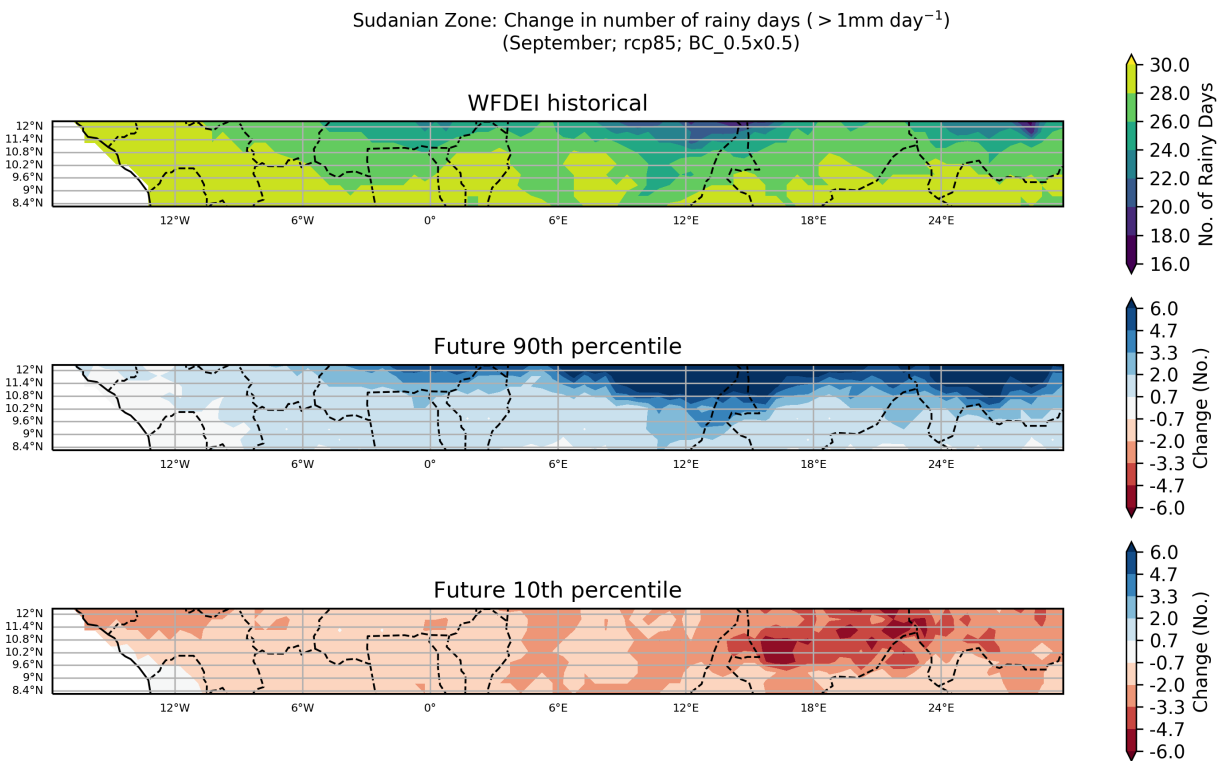 Sudanian Zone: Change in number of rainy days ( > 1mm day⁻¹)
(September; rcp85; BC_0.5x0.5)
WFDEI historical
12°N
11.4°N
10.8°N
10.2°N
9.6°N
9°N
8.4°N
12°W 6°W 0° 6°E 12°E 18°E 24°E
30.0
28.0
26.0
24.0
22.0
20.0
18.0
16.0
No. of Rainy Days
Future 90th percentile
12°N
11.4°N
10.8°N
10.2°N
9.6°N
9°N
8.4°N
12°W 6°W 0° 6°E 12°E 18°E 24°E
6.0
4.7
3.3
2.0
0.7
-0.7
-2.0
-3.3
-4.7
-6.0
Change (No.)
Future 10th percentile
12°N
11.4°N
10.8°N
10.2°N
9.6°N
9°N
8.4°N
12°W 6°W 0° 6°E 12°E 18°E 24°E
6.0
4.7
3.3
2.0
0.7
-0.7
-2.0
-3.3
-4.7
-6.0
Change (No.)